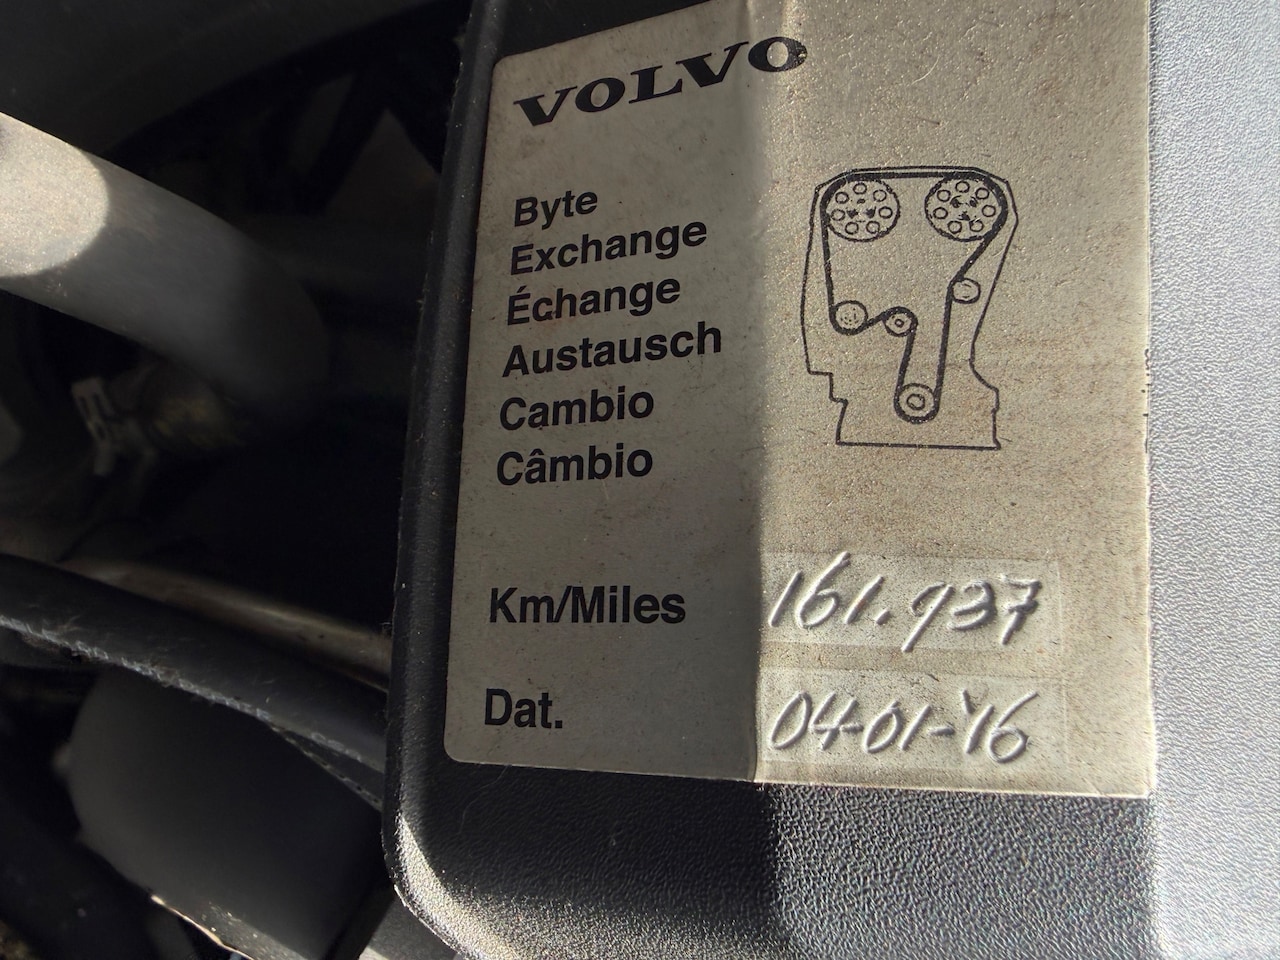 VOLVO
Byte
Exchange
Échange
Austausch
Cambio
Câmbio
Km/Miles 161.937
Dat. 04-01-'16